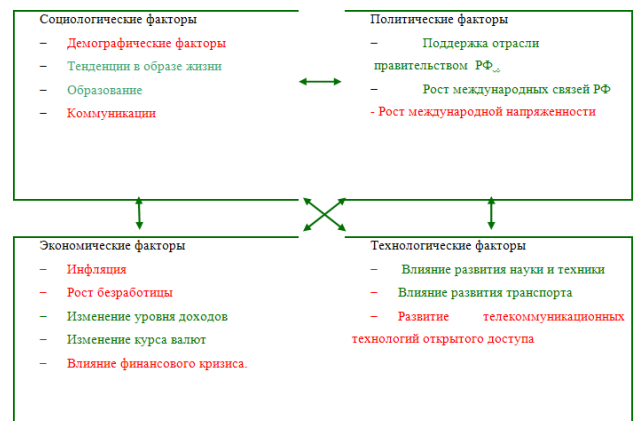 Социологические факторы
– Демографические факторы
– Тенденции в образе жизни
– Образование
– Коммуникации
Политические факторы
– Поддержка отрасли
правительством РФ
– Рост международных связей РФ
- Рост международной напряженности
Экономические факторы
– Инфляция
– Рост безработицы
– Изменение уровня доходов
– Изменение курса валют
– Влияние финансового кризиса.
Технологические факторы
– Влияние развития науки и техники
– Влияние развития транспорта
– Развитие телекоммуникационных
технологий открытого доступа